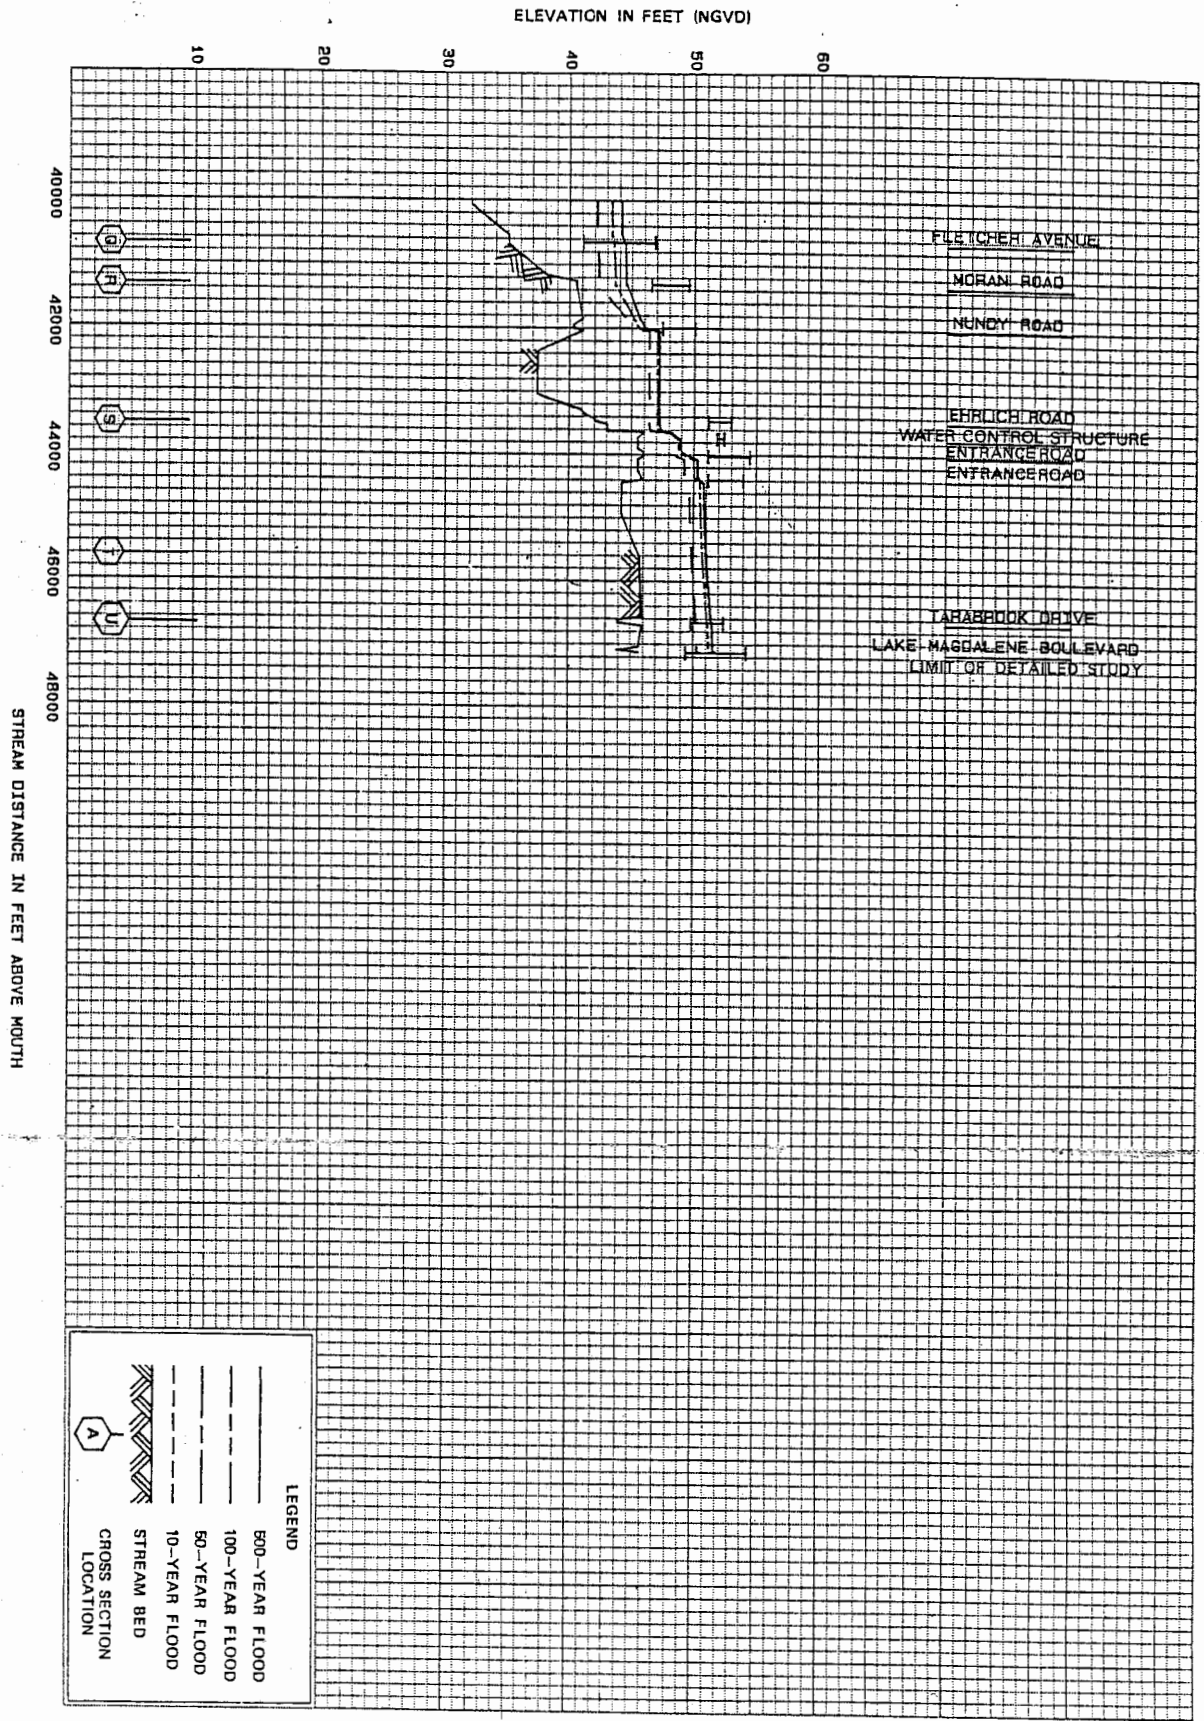 ELEVATION IN FEET (NGVD)
10
20
30
40
50
60
40000
42000
44000
46000
48000
STREAM DISTANCE IN FEET ABOVE MOUTH
Q
R
S
T
U
FLETCHER AVENUE
MORAN ROAD
NUNDY ROAD
EHRLICH ROAD
WATER CONTROL STRUCTURE
ENTRANCE ROAD
ENTRANCE ROAD
TARABROOK DRIVE
LAKE MAGDALENE BOULEVARD
LIMIT OF DETAILED STUDY
LEGEND
500-YEAR FLOOD
100-YEAR FLOOD
50-YEAR FLOOD
10-YEAR FLOOD
STREAM BED
A
CROSS SECTION
LOCATION